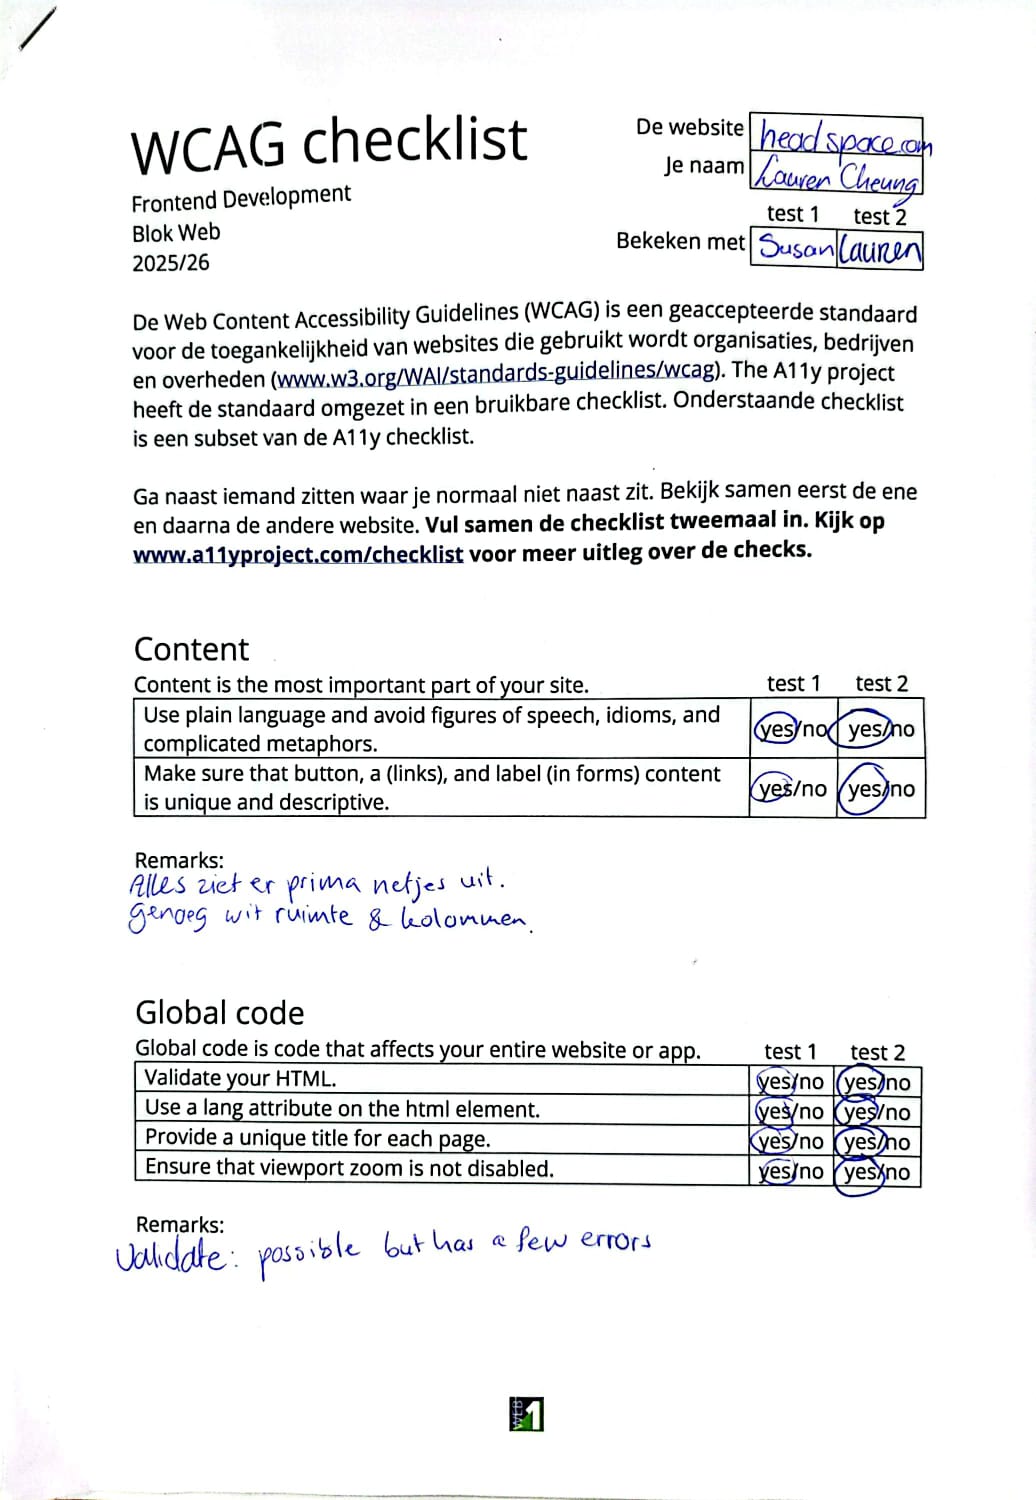 WCAG checklist
Frontend Development
Blok Web
2025/26
De website headspace.com
Je naam Lauren Cheung
test 1 test 2
Bekeken met Susan Lauren
De Web Content Accessibility Guidelines (WCAG) is een geaccepteerde standaard
voor de toegankelijkheid van websites die gebruikt wordt organisaties, bedrijven
en overheden (www.w3.org/WAI/standards-guidelines/wcag). The A11y project
heeft de standaard omgezet in een bruikbare checklist. Onderstaande checklist
is een subset van de A11y checklist.
Ga naast iemand zitten waar je normaal niet naast zit. Bekijk samen eerst de ene
en daarna de andere website. Vul samen de checklist tweemaal in. Kijk op
www.a11yproject.com/checklist voor meer uitleg over de checks.
Content
Content is the most important part of your site. test 1 test 2
Use plain language and avoid figures of speech, idioms, and
complicated metaphors. yes/no yes/no
Make sure that button, a (links), and label (in forms) content
is unique and descriptive. yes/no yes/no
Remarks:
Alles ziet er prima netjes uit.
genoeg wit ruimte & kolommen.
Global code
Global code is code that affects your entire website or app. test 1 test 2
Validate your HTML. yes/no yes/no
Use a lang attribute on the html element. yes/no yes/no
Provide a unique title for each page. yes/no yes/no
Ensure that viewport zoom is not disabled. yes/no yes/no
Remarks:
Validate: possible but has a few errors
WEB 1